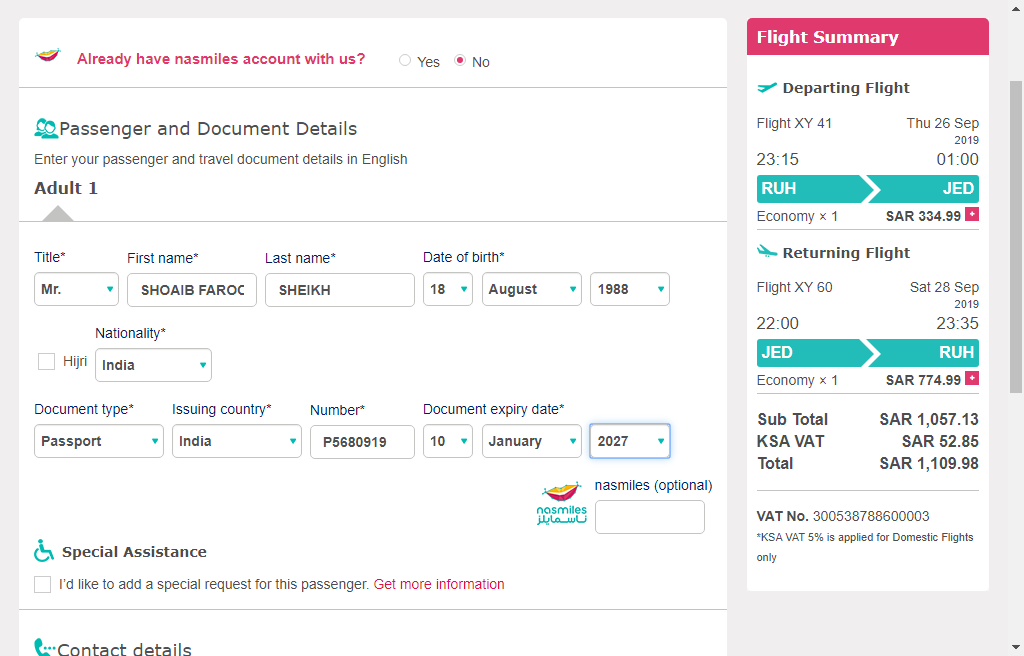 Already have nasmiles account with us?
Yes
No
Passenger and Document Details
Enter your passenger and travel document details in English
Adult 1
Title* First name* Last name* Date of birth*
Mr. SHOAIB FAROO SHEIKH 18 August 1988
Nationality*
Hijri India
Document type* Issuing country* Number* Document expiry date*
Passport India P5680919 10 January 2027
nasmiles (optional)
nasmiles
ناسمايلز
Special Assistance
I'd like to add a special request for this passenger. Get more information
Contact details
Flight Summary
Departing Flight
Flight XY 41 Thu 26 Sep
2019
23:15 01:00
RUH JED
Economy × 1 SAR 334.99 +
Returning Flight
Flight XY 60 Sat 28 Sep
2019
22:00 23:35
JED RUH
Economy × 1 SAR 774.99 +
Sub Total SAR 1,057.13
KSA VAT SAR 52.85
Total SAR 1,109.98
VAT No. 300538788600003
*KSA VAT 5% is applied for Domestic Flights
only